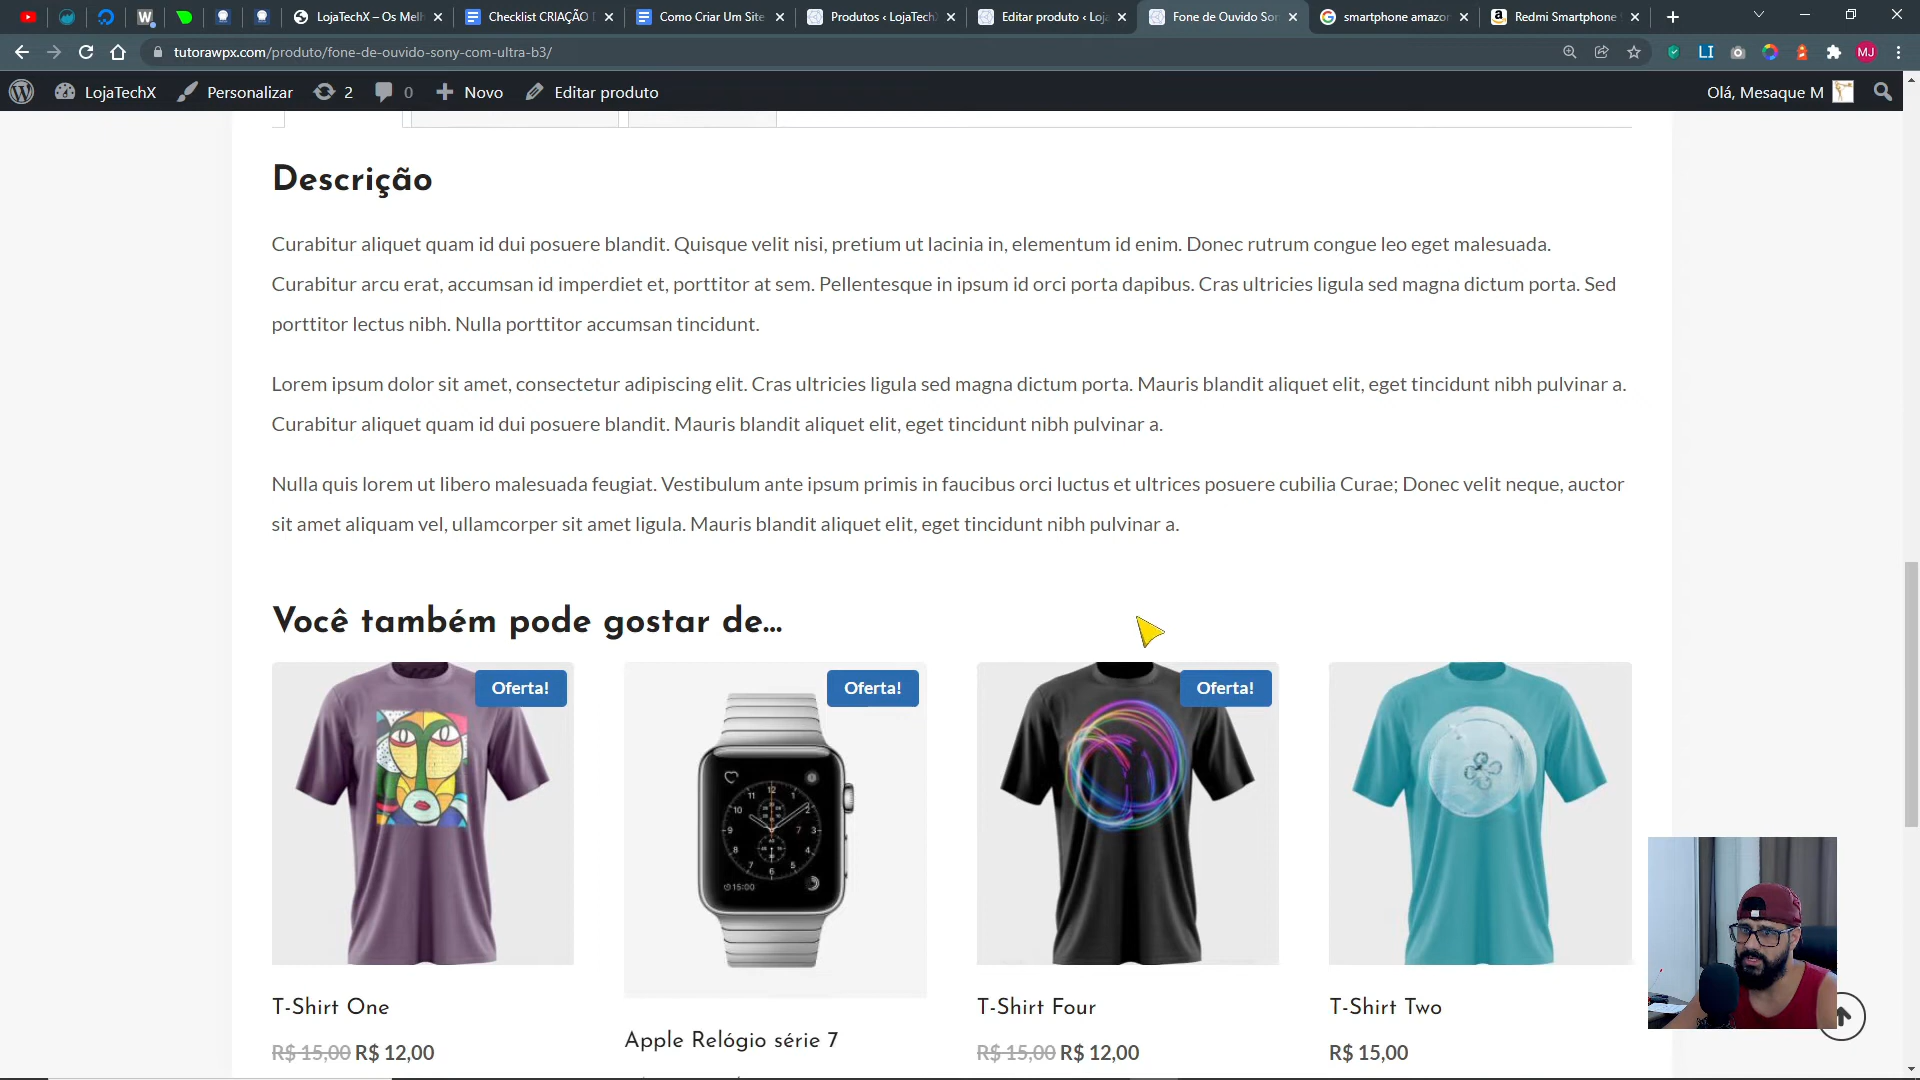 LojaTechX – Os Melh
Checklist CRIAÇÃO
Como Criar Um Site
Produtos ‹ LojaTechX
Editar produto ‹ Loja
Fone de Ouvido Son
smartphone amazon
Redmi Smartphone
tutorawpx.com/produto/fone-de-ouvido-sony-com-ultra-b3/
LI
MJ
LojaTechX
Personalizar
2
0
Novo
Editar produto
Olá, Mesaque M
Descrição
Curabitur aliquet quam id dui posuere blandit. Quisque velit nisi, pretium ut lacinia in, elementum id enim. Donec rutrum congue leo eget malesuada.
Curabitur arcu erat, accumsan id imperdiet et, porttitor at sem. Pellentesque in ipsum id orci porta dapibus. Cras ultricies ligula sed magna dictum porta. Sed
porttitor lectus nibh. Nulla porttitor accumsan tincidunt.
Lorem ipsum dolor sit amet, consectetur adipiscing elit. Cras ultricies ligula sed magna dictum porta. Mauris blandit aliquet elit, eget tincidunt nibh pulvinar a.
Curabitur aliquet quam id dui posuere blandit. Mauris blandit aliquet elit, eget tincidunt nibh pulvinar a.
Nulla quis lorem ut libero malesuada feugiat. Vestibulum ante ipsum primis in faucibus orci luctus et ultrices posuere cubilia Curae; Donec velit neque, auctor
sit amet aliquam vel, ullamcorper sit amet ligula. Mauris blandit aliquet elit, eget tincidunt nibh pulvinar a.
Você também pode gostar de...
Oferta!
Oferta!
Oferta!
15:00
T-Shirt One
R$ 15,00 R$ 12,00
Apple Relógio série 7
T-Shirt Four
R$ 15,00 R$ 12,00
T-Shirt Two
R$ 15,00